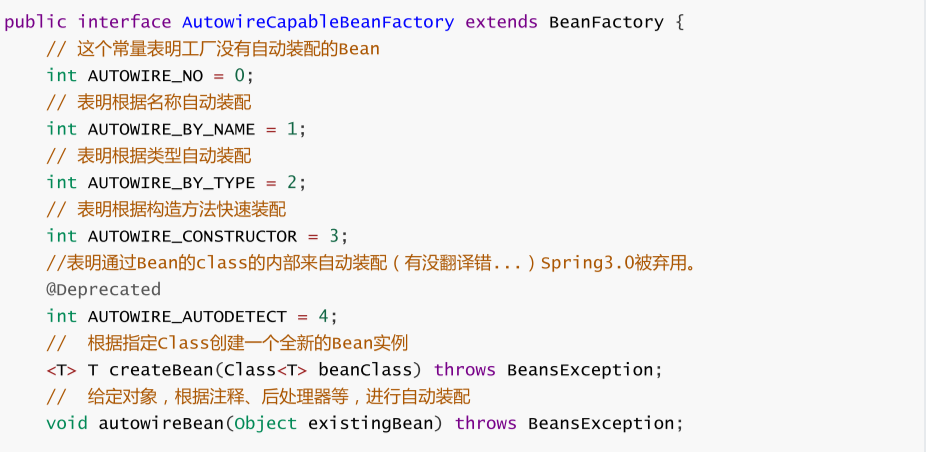 public interface AutowireCapableBeanFactory extends BeanFactory {
// 这个常量表明工厂没有自动装配的Bean
int AUTOWIRE_NO = 0;
// 表明根据名称自动装配
int AUTOWIRE_BY_NAME = 1;
// 表明根据类型自动装配
int AUTOWIRE_BY_TYPE = 2;
// 表明根据构造方法快速装配
int AUTOWIRE_CONSTRUCTOR = 3;
//表明通过Bean的class的内部来自动装配（有没翻译错...）Spring3.0被弃用。
@Deprecated
int AUTOWIRE_AUTODETECT = 4;
//  根据指定Class创建一个全新的Bean实例
<T> T createBean(Class<T> beanClass) throws BeansException;
//  给定对象，根据注释、后处理器等，进行自动装配
void autowireBean(Object existingBean) throws BeansException;